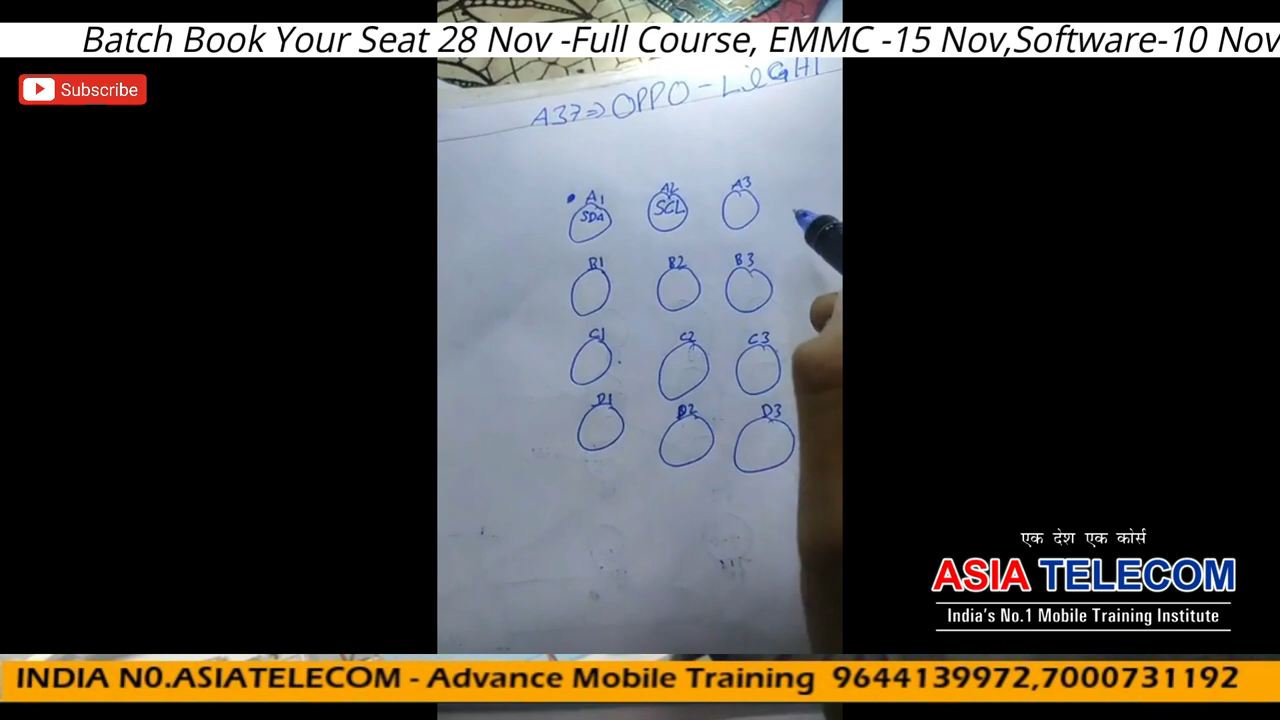 Batch Book Your Seat 28 Nov -Full Course, EMMC -15 Nov,Software-10 Nov
Subscribe
A37⇒OPPO-LIGHT
A1 A2 A3
SDA SCL
B1 B2 B3
C1 C2 C3
D1 D2 D3
एक देश एक कोर्स
ASIA TELECOM
India's No.1 Mobile Training Institute
INDIA N0.ASIATELECOM - Advance Mobile Training 9644139972,7000731192